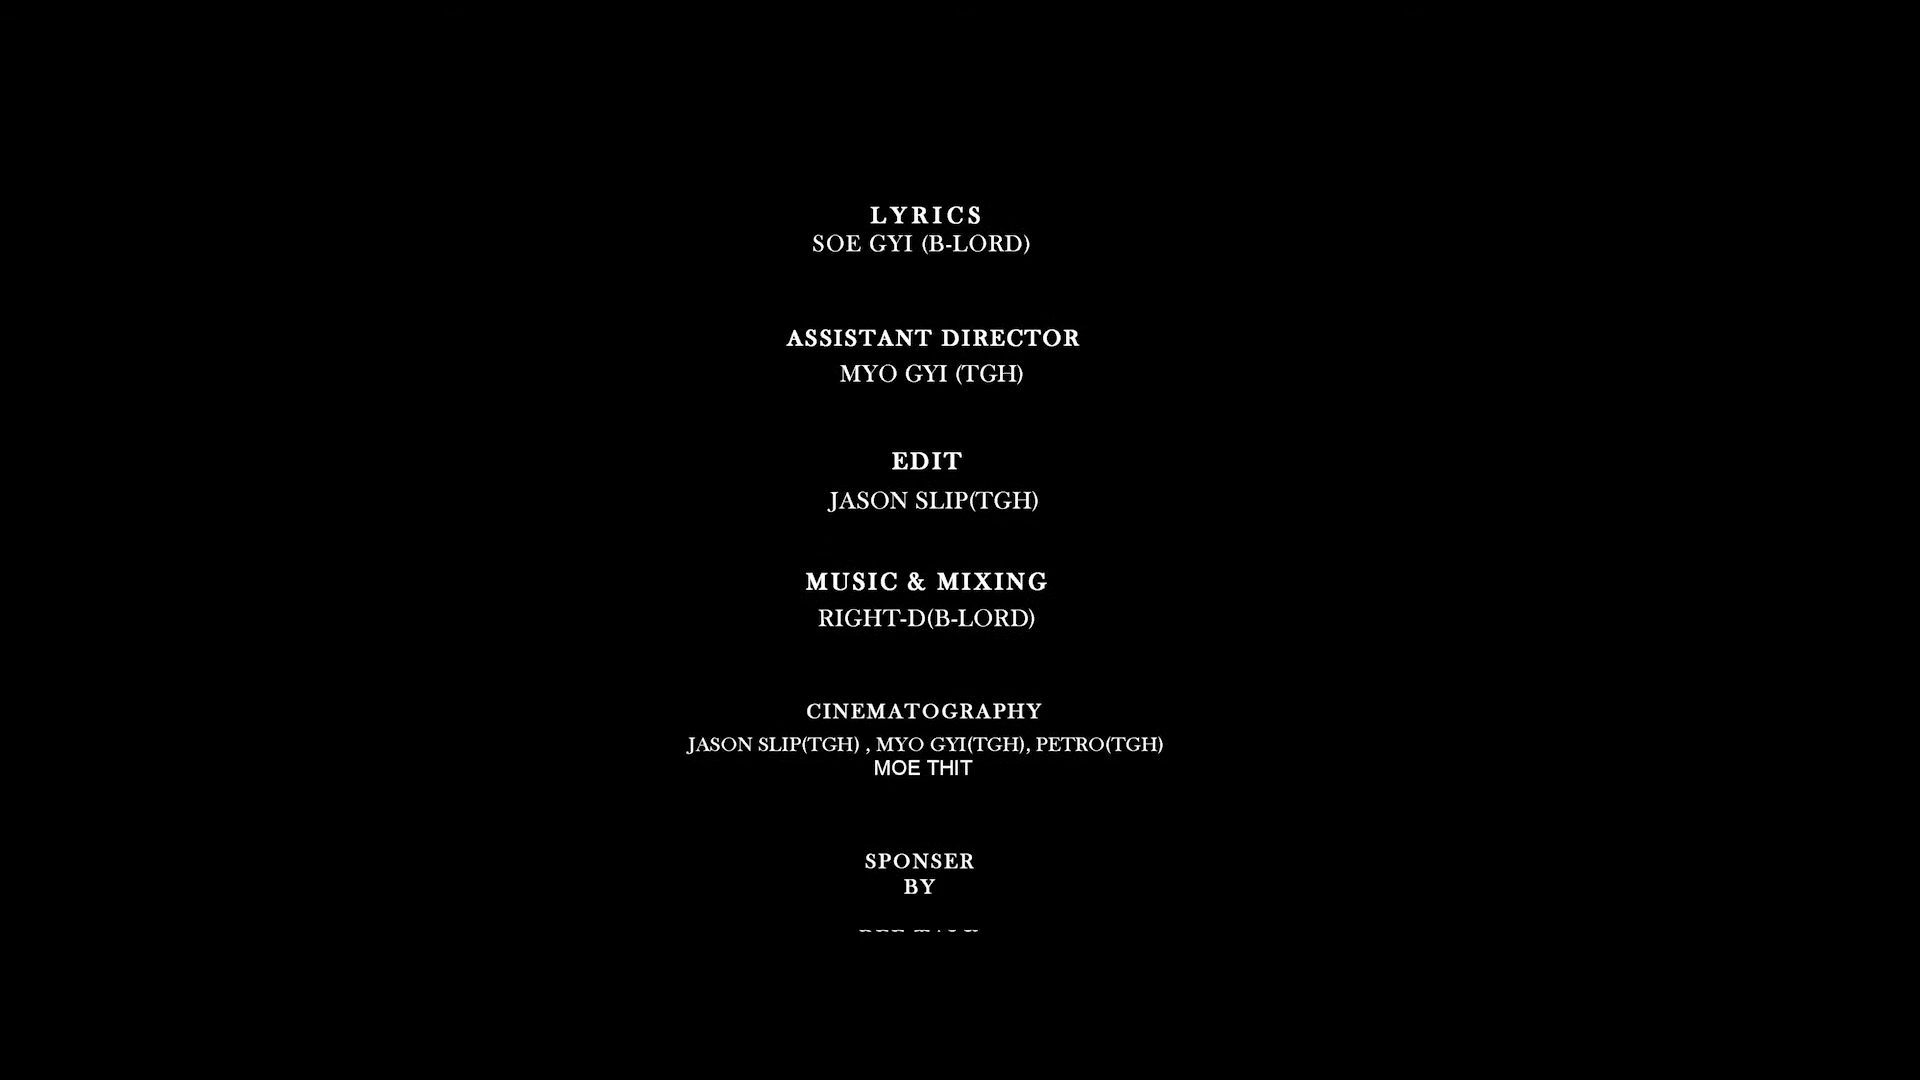 LYRICS
SOE GYI (B-LORD)
ASSISTANT DIRECTOR
MYO GYI (TGH)
EDIT
JASON SLIP(TGH)
MUSIC & MIXING
RIGHT-D(B-LORD)
CINEMATOGRAPHY
JASON SLIP(TGH) , MYO GYI(TGH), PETRO(TGH)
MOE THIT
SPONSER
BY